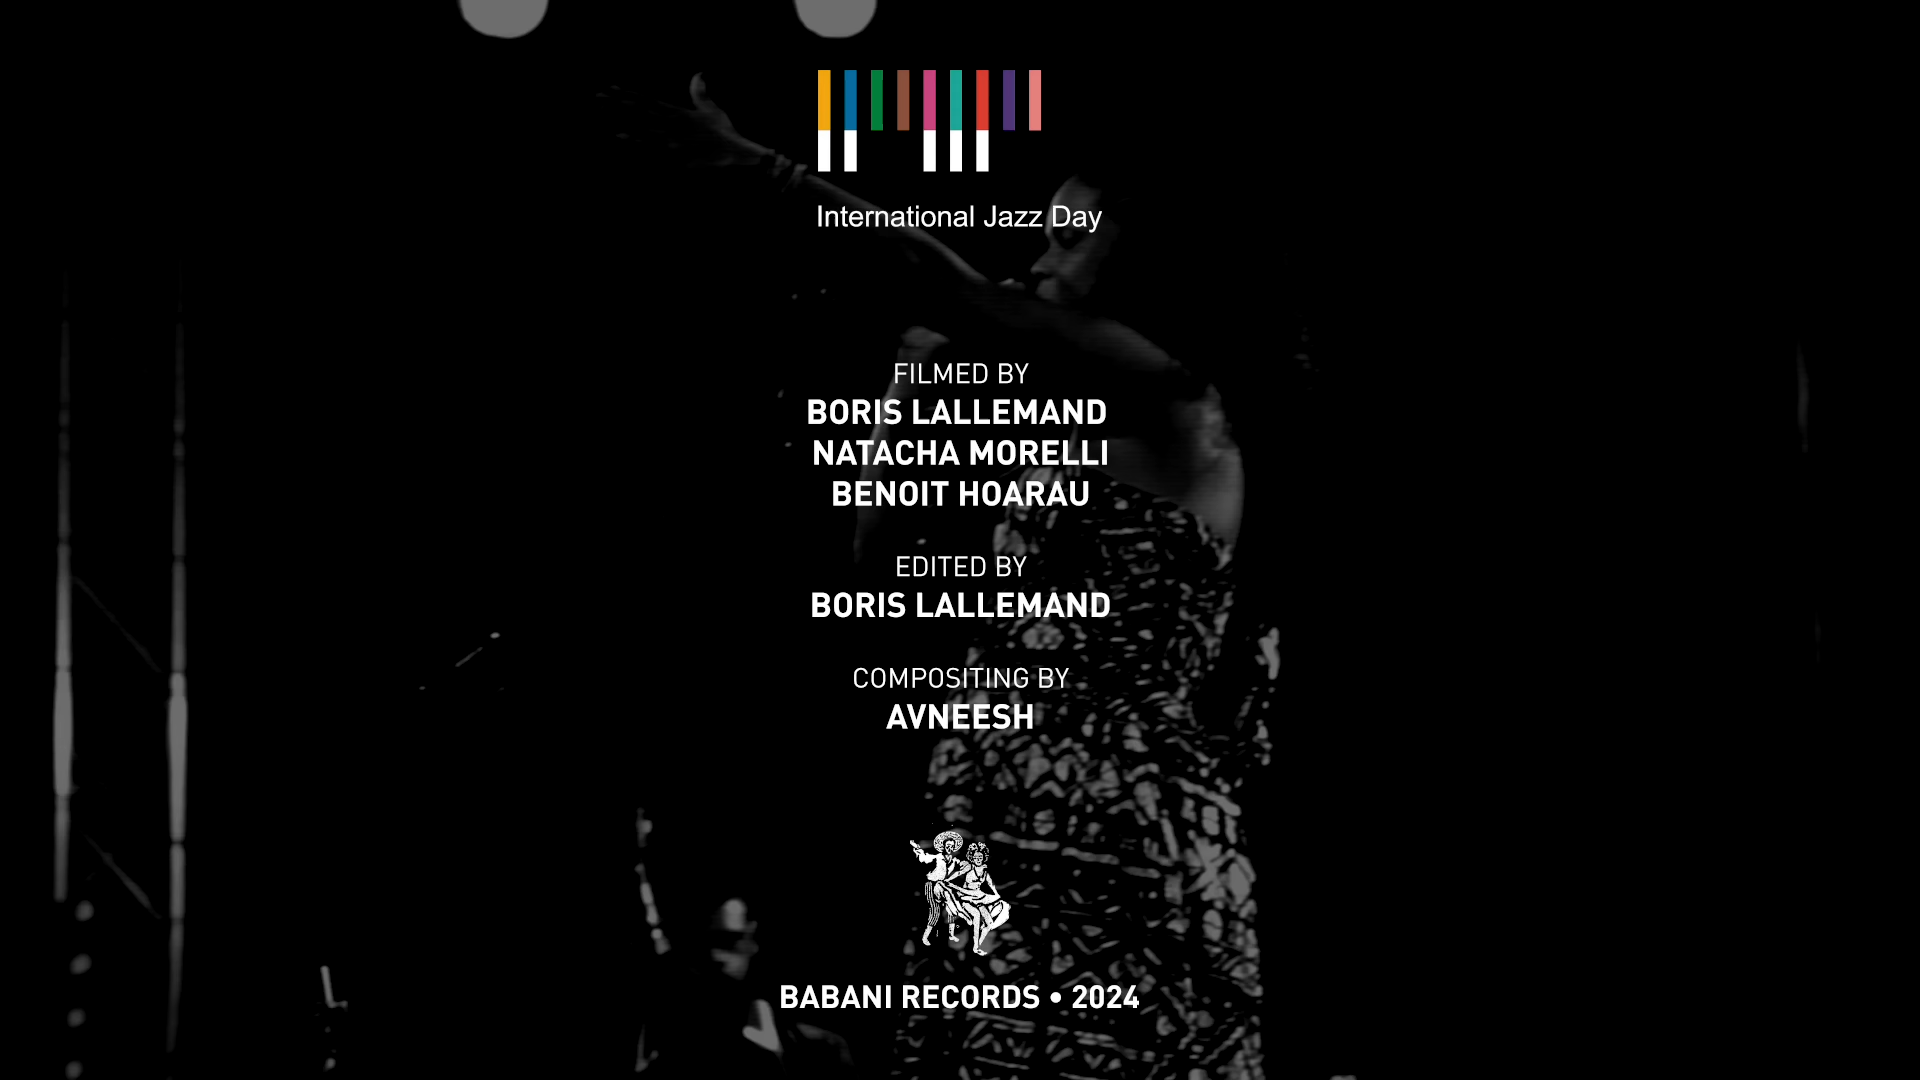 International Jazz Day
FILMED BY
BORIS LALLEMAND
NATACHA MORELLI
BENOIT HOARAU
EDITED BY
BORIS LALLEMAND
COMPOSITING BY
AVNEESH
BABANI RECORDS • 2024